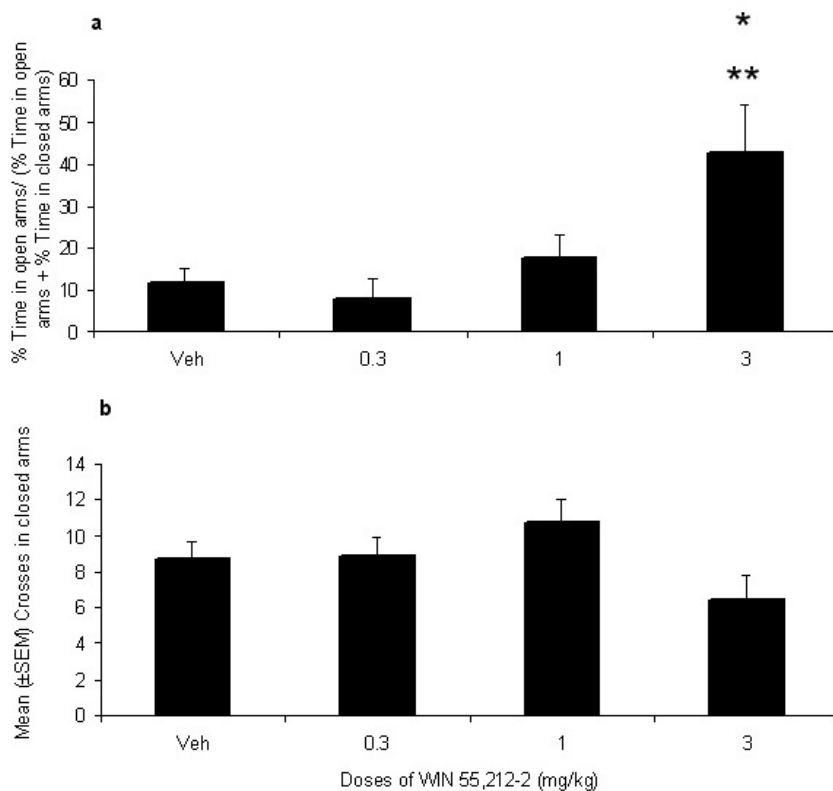 a
*
**
% Time in open arms/ (% Time in open
arms + % Time in closed arms)
60
50
40
30
20
10
0
Veh 0.3 1 3
b
Mean (±SEM) Crosses in closed arms
14
12
10
8
6
4
2
0
Veh 0.3 1 3
Doses of WIN 55,212-2 (mg/kg)